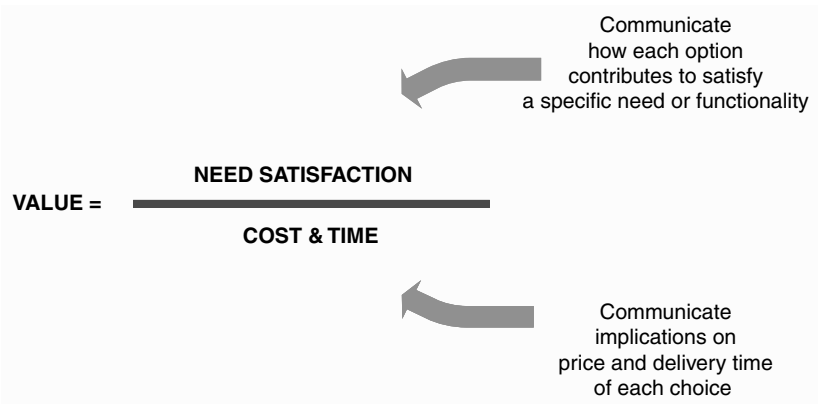 Communicate
how each option
contributes to satisfy
a specific need or functionality
NEED SATISFACTION
VALUE =
COST & TIME
Communicate
implications on
price and delivery time
of each choice